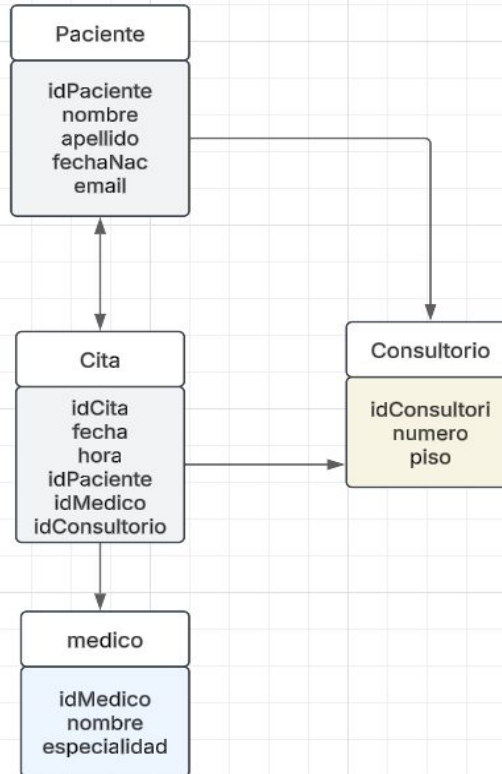 Paciente
idPaciente
nombre
apellido
fechaNac
email
Cita
idCita
fecha
hora
idPaciente
idMedico
idConsultorio
Consultorio
idConsultori
numero
piso
medico
idMedico
nombre
especialidad